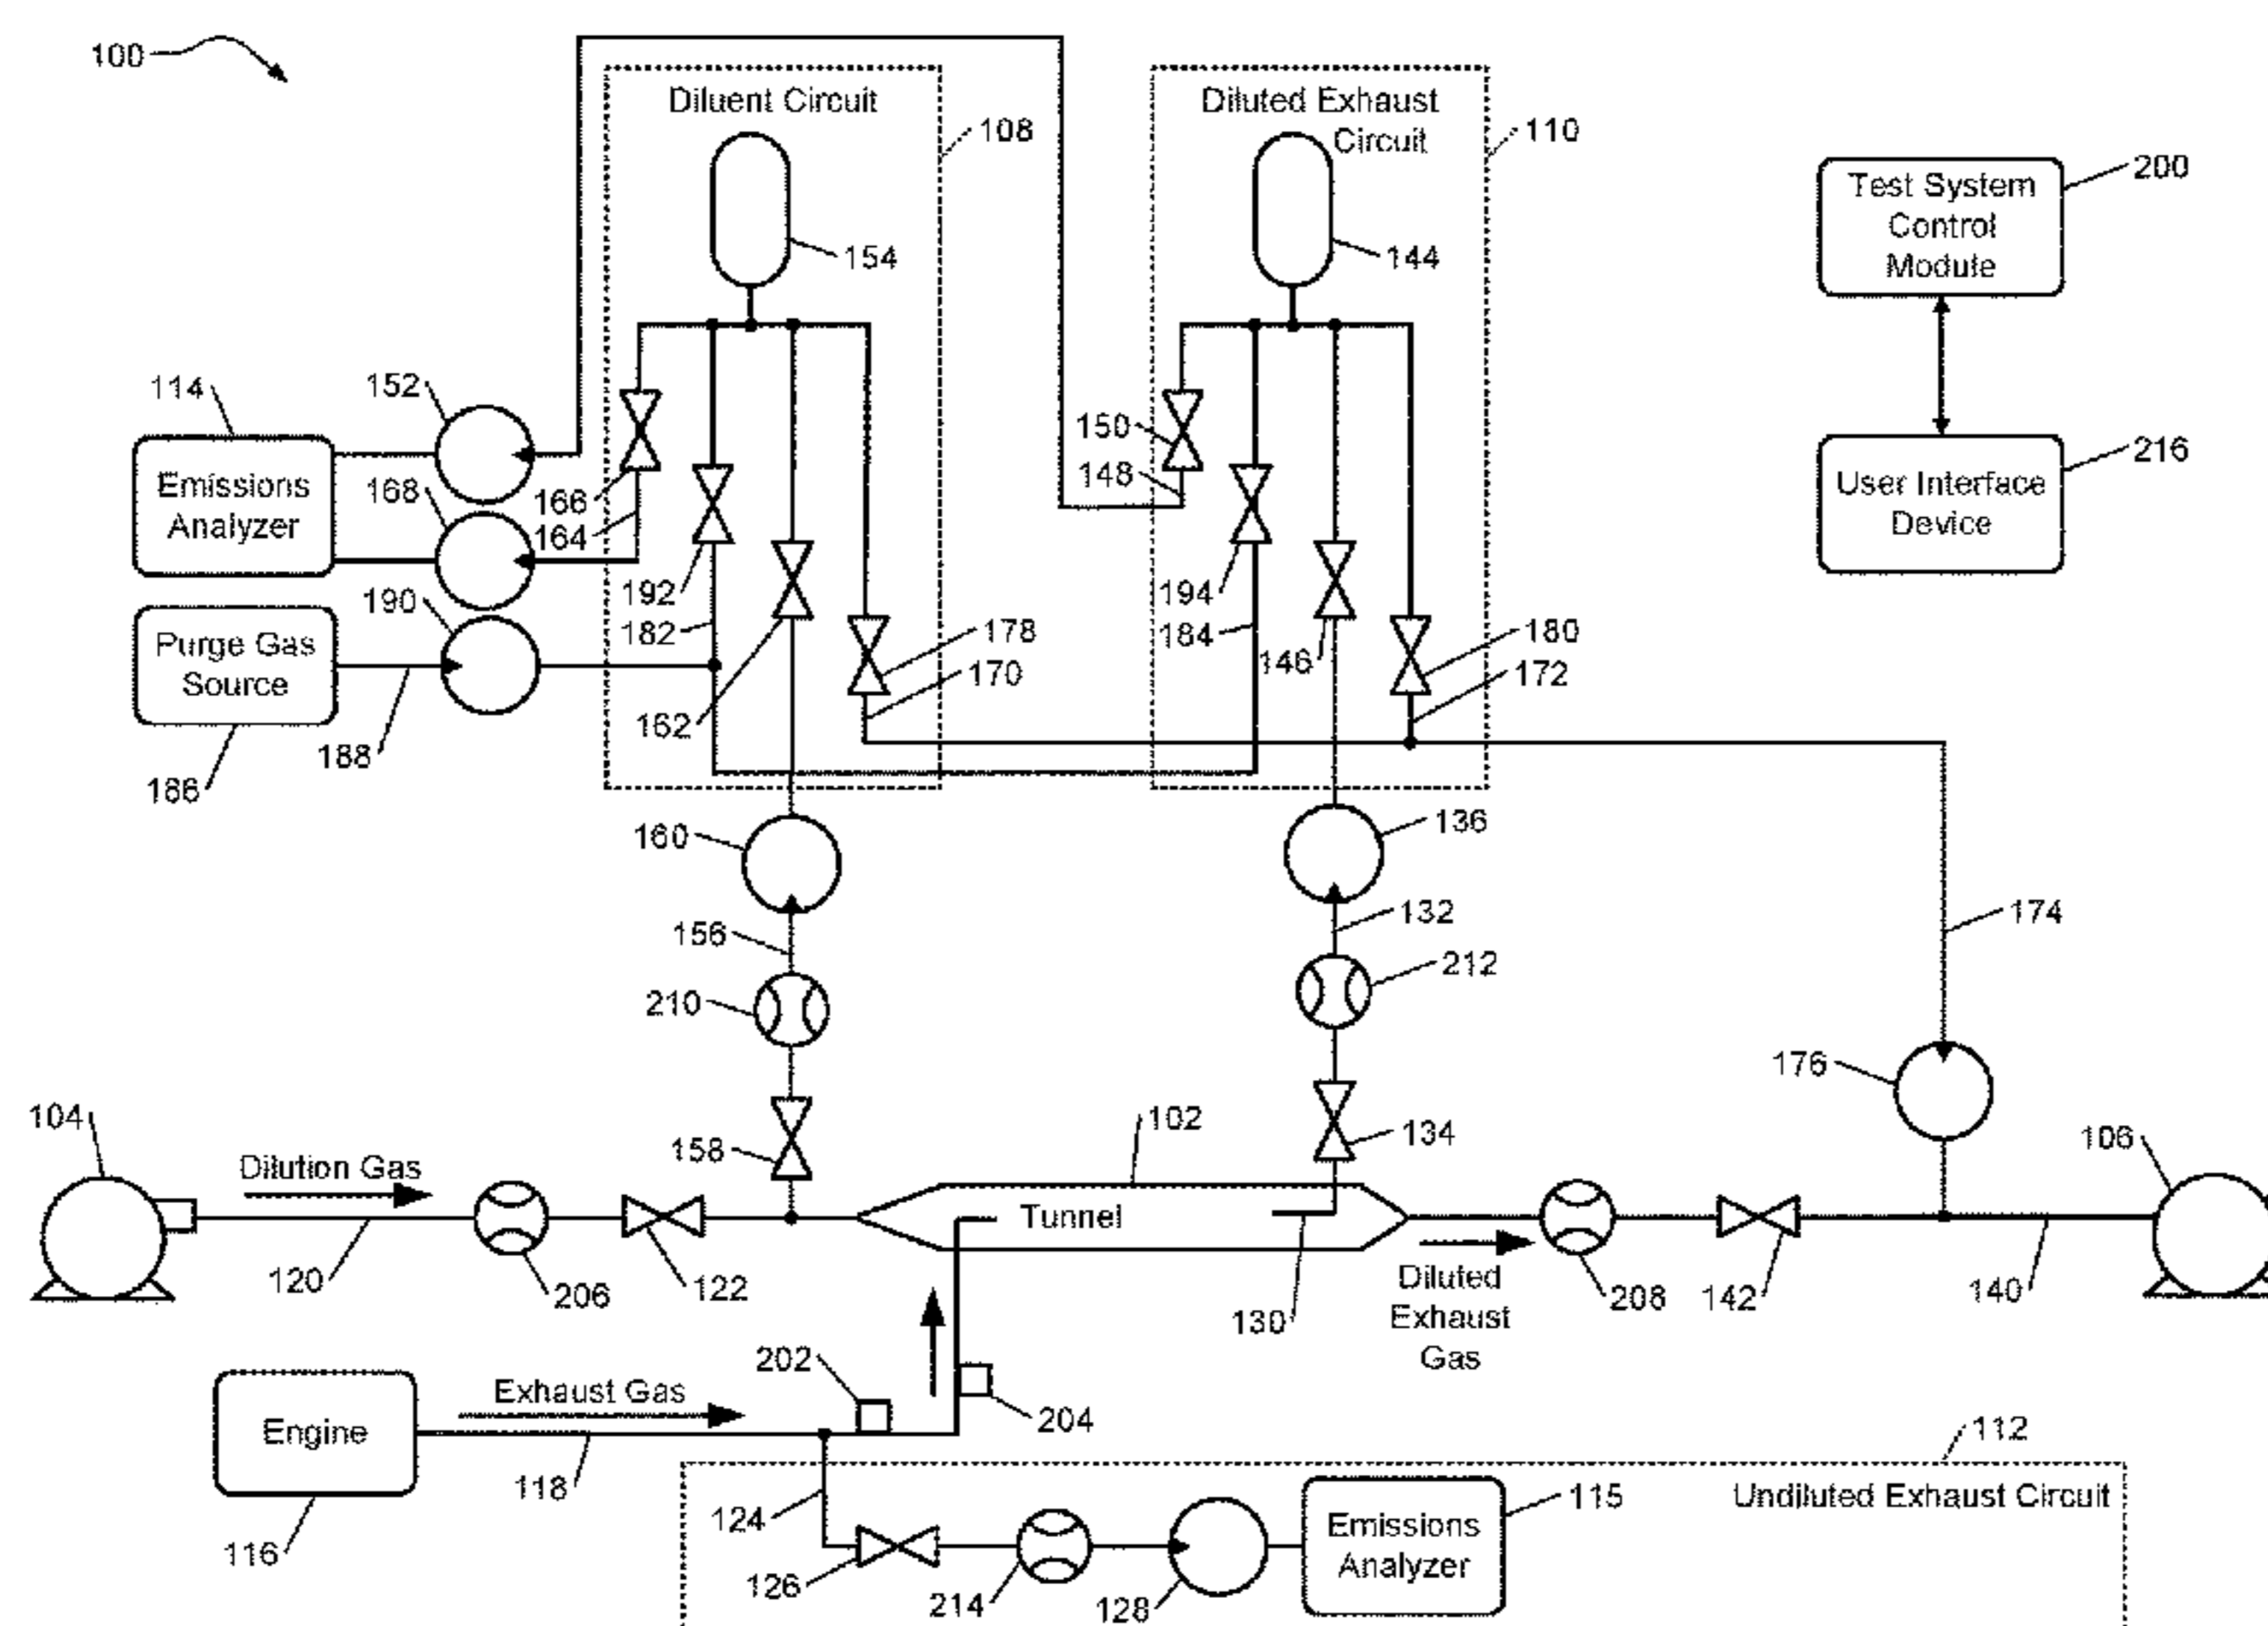 100
Diluent Circuit
108
Diluted Exhaust
Circuit
110
154
144
Test System
Control
Module
200
114
152
Emissions
Analyzer
168
166
164
150
148
User Interface
Device
216
190
Purge Gas
Source
186
188
192
182
162
178
170
194
184
146
180
172
160
136
156
132
174
210
212
176
104
Dilution Gas
158
102
134
106
Tunnel
120
206
122
130
Diluted
Exhaust
Gas
208
142
140
202
204
Exhaust Gas
Engine
118
116
112
Undiluted Exhaust Circuit
124
115
Emissions
Analyzer
126
214
128